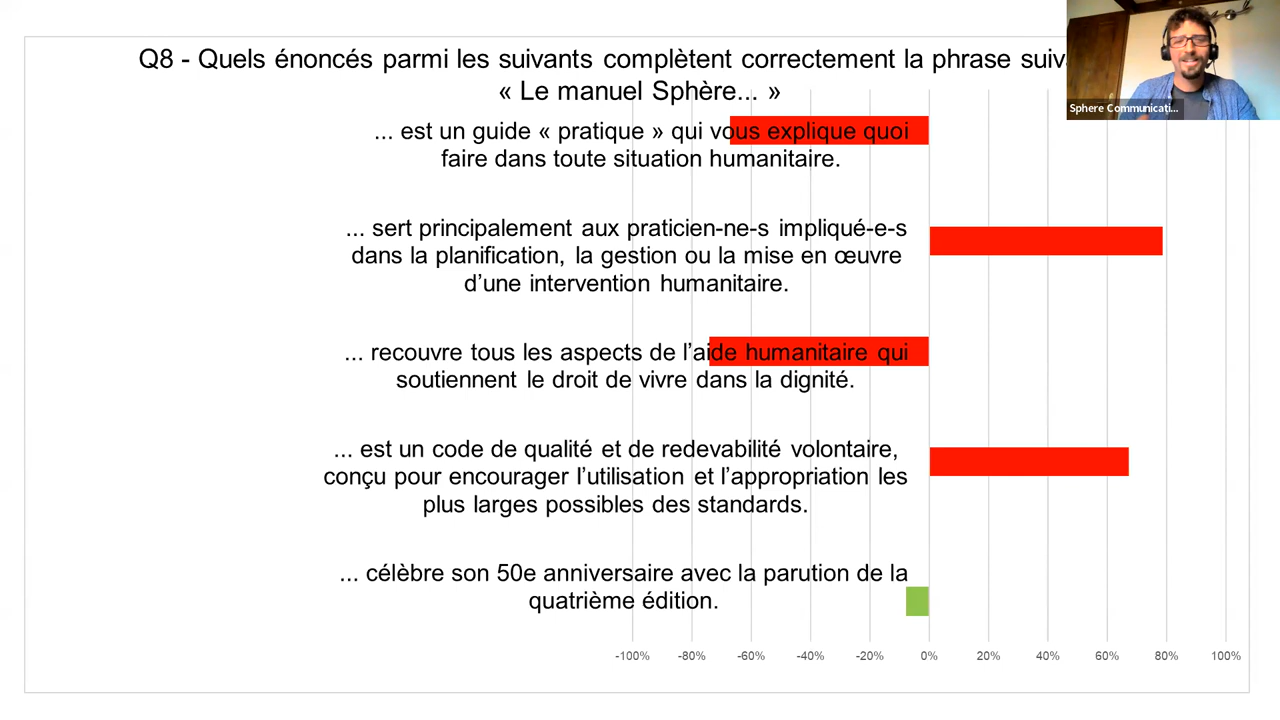 Q8 - Quels énoncés parmi les suivants complètent correctement la phrase
« Le manuel Sphère... »
... est un guide « pratique » qui vous explique quoi
faire dans toute situation humanitaire.
... sert principalement aux praticien-ne-s impliqué-e-s
dans la planification, la gestion ou la mise en œuvre
d’une intervention humanitaire.
... recouvre tous les aspects de l’aide humanitaire qui
soutiennent le droit de vivre dans la dignité.
... est un code de qualité et de redevabilité volontaire,
conçu pour encourager l’utilisation et l’appropriation les
plus larges possibles des standards.
... célèbre son 50e anniversaire avec la parution de la
quatrième édition.
-100% -80% -60% -40% -20% 0% 20% 40% 60% 80% 100%
Sphere Communicati...